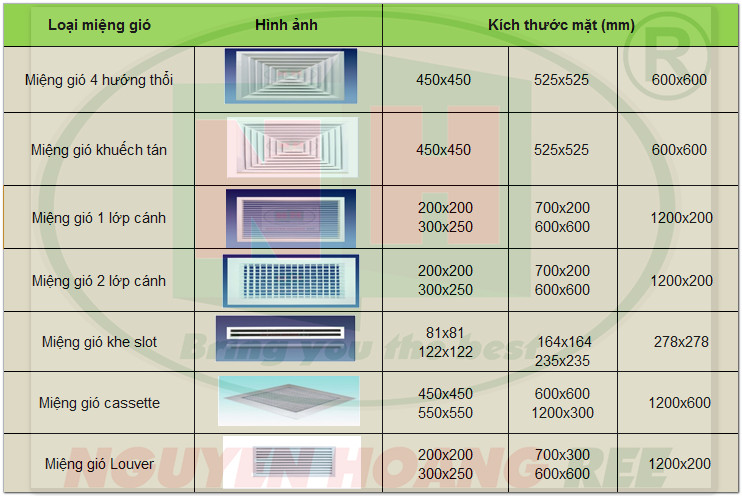 Loại miệng gió Hình ảnh Kích thước mặt (mm)
Miệng gió 4 hướng thổi 450x450 525x525 600x600
Miệng gió khuếch tán 450x450 525x525 600x600
Miệng gió 1 lớp cánh 200x200 700x200 1200x200
300x250 600x600
Miệng gió 2 lớp cánh 200x200 700x200 1200x200
300x250 600x600
Miệng gió khe slot 81x81 164x164 278x278
122x122 235x235
Miệng gió cassette 450x450 600x600 1200x600
550x550 1200x300
Miệng gió Louver 200x200 700x300 1200x200
300x250 600x600
®
NH
Bring you the best
NGUYEN HOANG REE